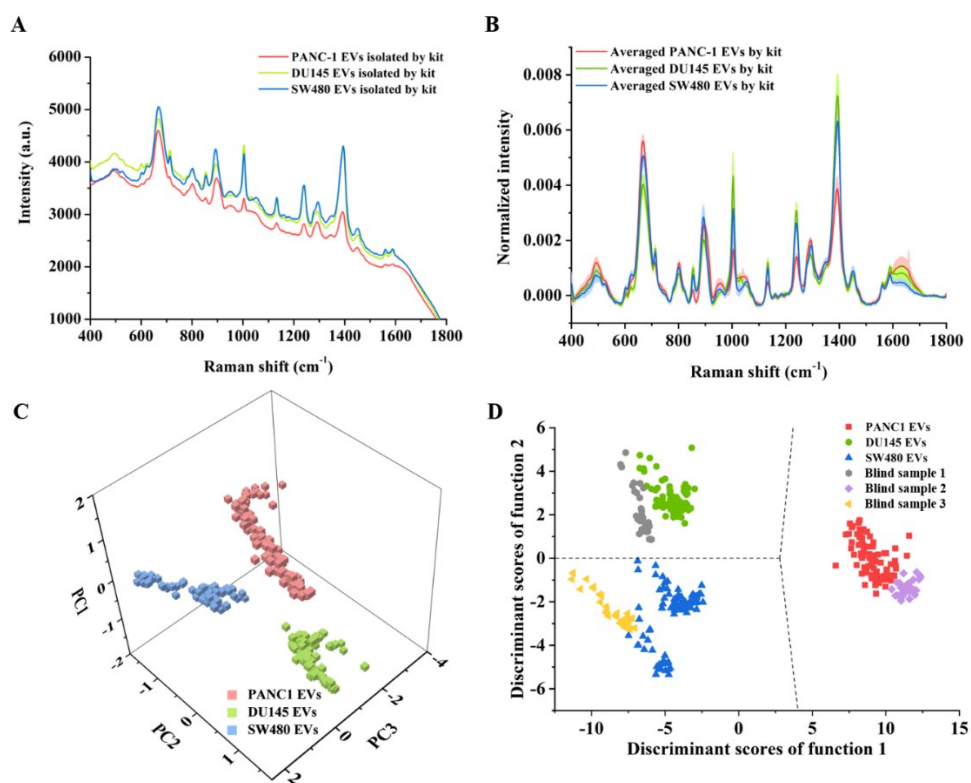 A
6000
5000
4000
3000
2000
1000
Intensity (a.u.)
PANC-1 EVs isolated by kit
DU145 EVs isolated by kit
SW480 EVs isolated by kit
400 600 800 1000 1200 1400 1600 1800
Raman shift (cm-1)
B
0.008
0.006
0.004
0.002
0.000
Normalized intensity
Averaged PANC-1 EVs by kit
Averaged DU145 EVs by kit
Averaged SW480 EVs by kit
400 600 800 1000 1200 1400 1600 1800
Raman shift (cm-1)
C
2
1
0
-1
-2
PC1
-1
0
1
2
PC2
0
-2
-4
PC3
PANC1 EVs
DU145 EVs
SW480 EVs
D
6
4
2
0
-2
-4
-6
Discriminant scores of function 2
PANC1 EVs
DU145 EVs
SW480 EVs
Blind sample 1
Blind sample 2
Blind sample 3
-10 -5 0 5 10 15
Discriminant scores of function 1